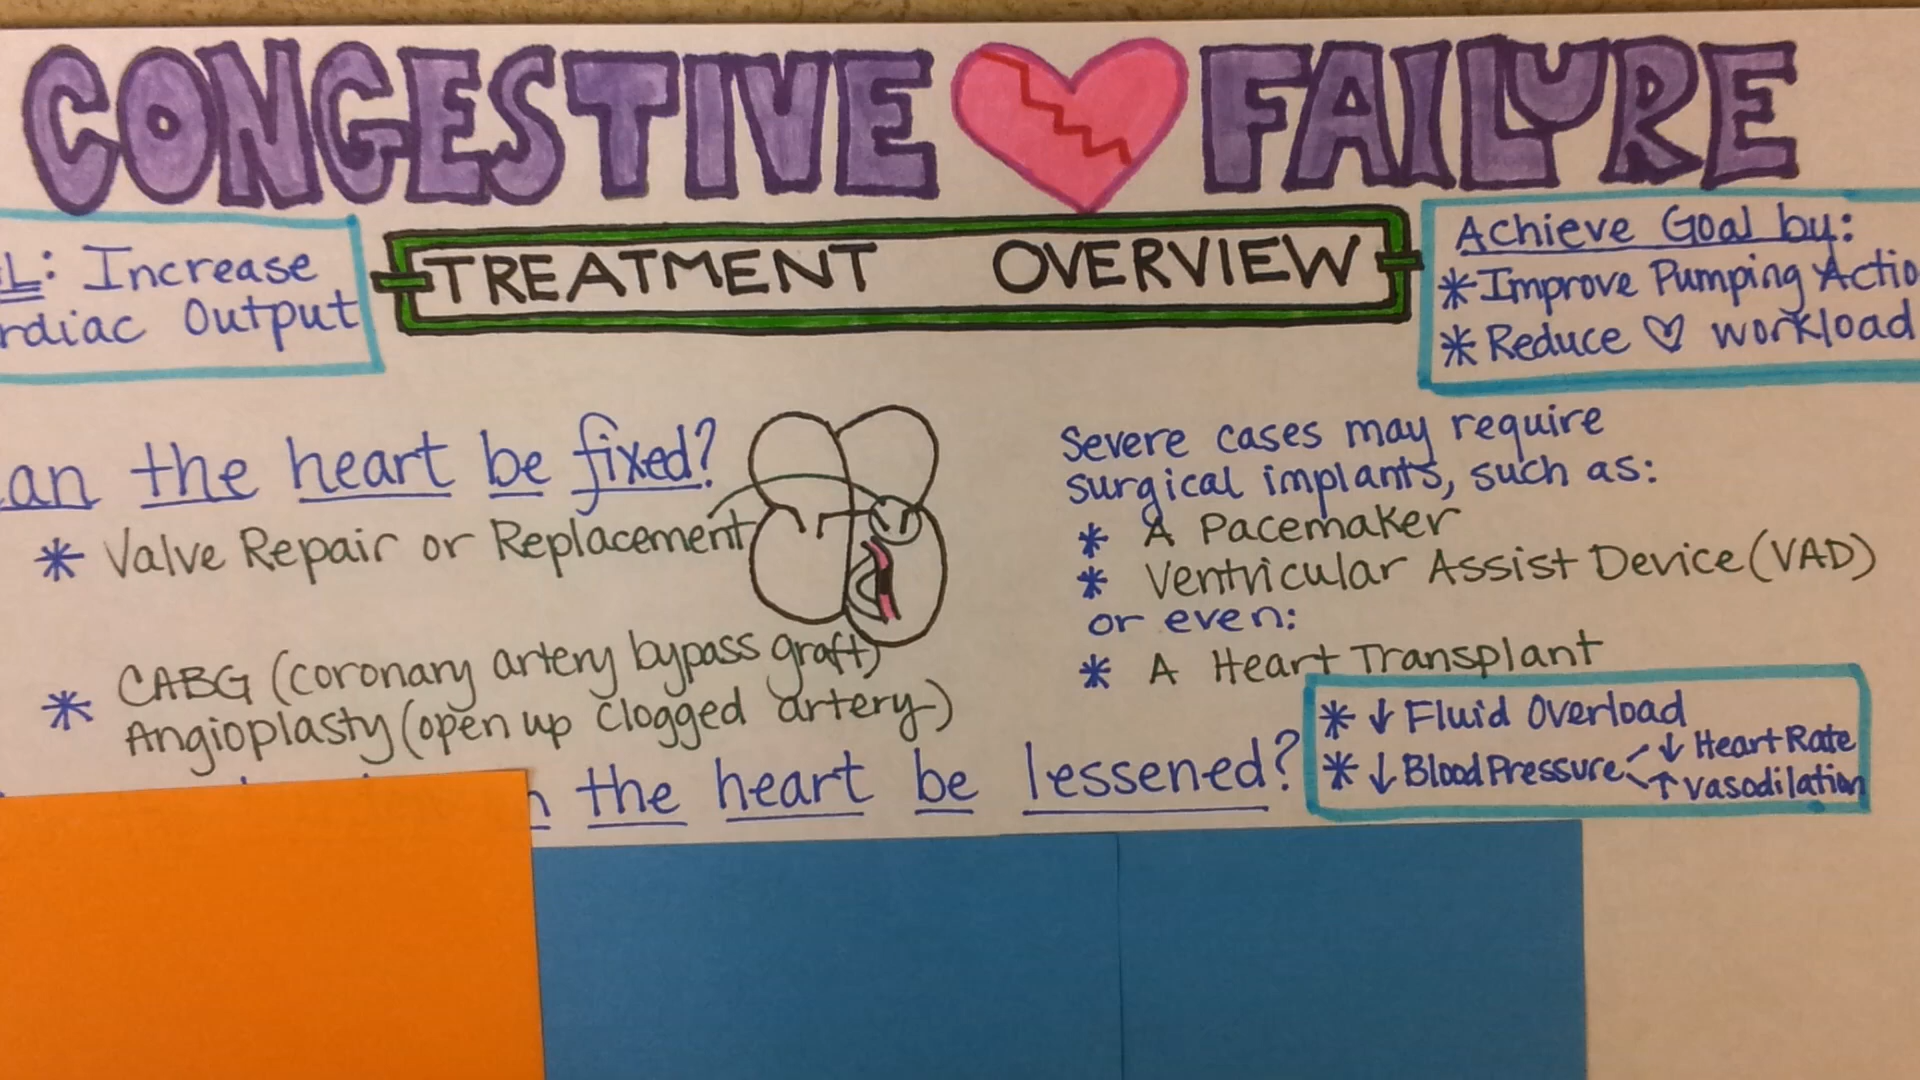 CONGESTIVE FAILURE
L: Increase
rdiac Output
TREATMENT OVERVIEW
Achieve Goal by:
* Improve Pumping Actio
* Reduce ♡ workload
an the heart be fixed?
* Valve Repair or Replacement
* CABG (coronary artery bypass graft)
Angioplasty (open up clogged artery)
Severe cases may require
surgical implants, such as:
* A Pacemaker
* Ventricular Assist Device (VAD)
or even:
* A Heart Transplant
the heart be lessened?
* ↓ Fluid Overload
* ↓ Blood Pressure ↓ Heart Rate
↑ vasodilation